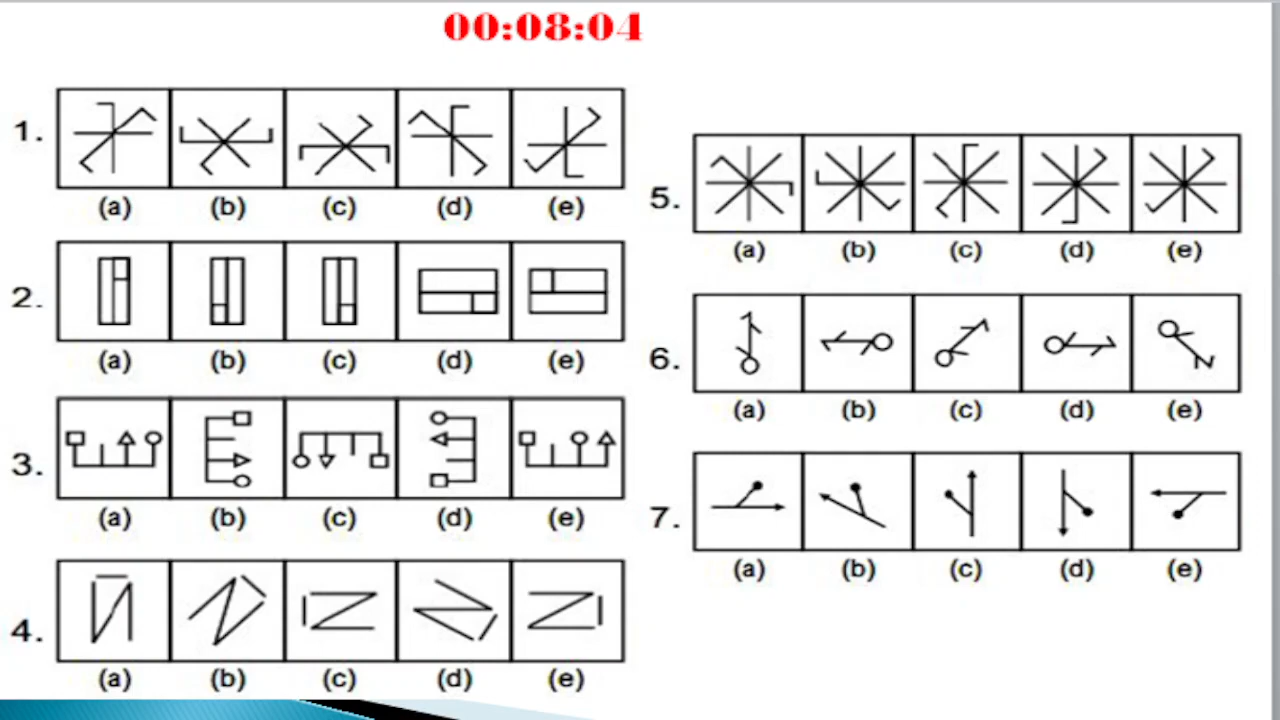 00:08:04
1.
(a) (b) (c) (d) (e)
2.
(a) (b) (c) (d) (e)
3.
(a) (b) (c) (d) (e)
4.
(a) (b) (c) (d) (e)
5.
(a) (b) (c) (d) (e)
6.
(a) (b) (c) (d) (e)
7.
(a) (b) (c) (d) (e)